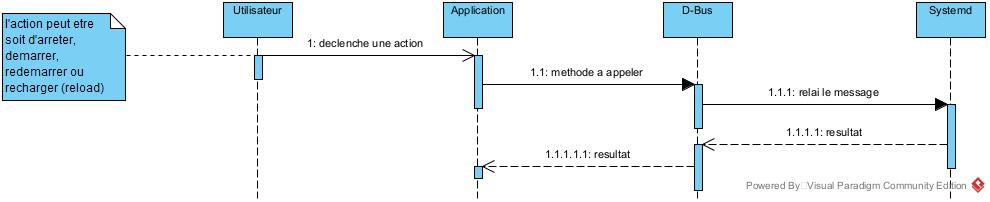 l'action peut etre
soit d'arreter,
demarrer,
redemarrer ou
recharger (reload)
Utilisateur
Application
D-Bus
Systemd
1: declenche une action
1.1: methode a appeler
1.1.1: relai le message
1.1.1.1: resultat
1.1.1.1.1: resultat
Powered By Visual Paradigm Community Edition